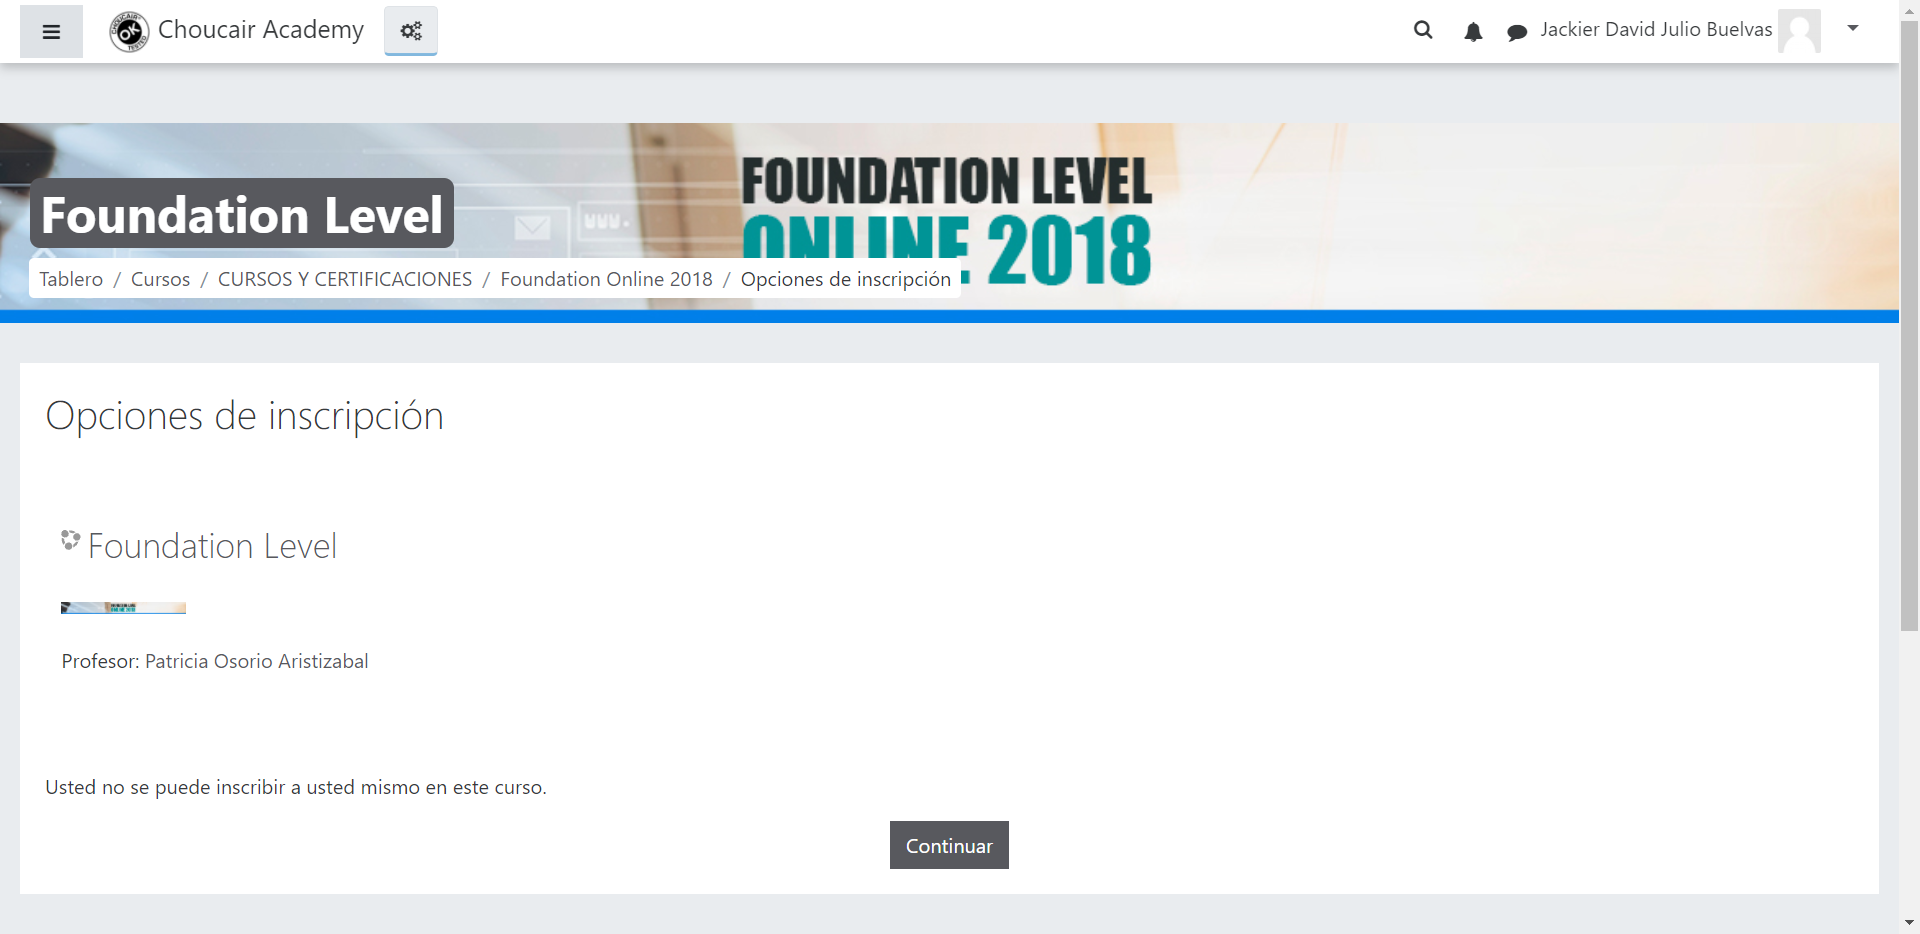 Choucair Academy
Jackier David Julio Buelvas
FOUNDATION LEVEL
ONLINE 2018
Foundation Level
Tablero / Cursos / CURSOS Y CERTIFICACIONES / Foundation Online 2018 / Opciones de inscripción
Opciones de inscripción
Foundation Level
Profesor: Patricia Osorio Aristizabal
Usted no se puede inscribir a usted mismo en este curso.
Continuar